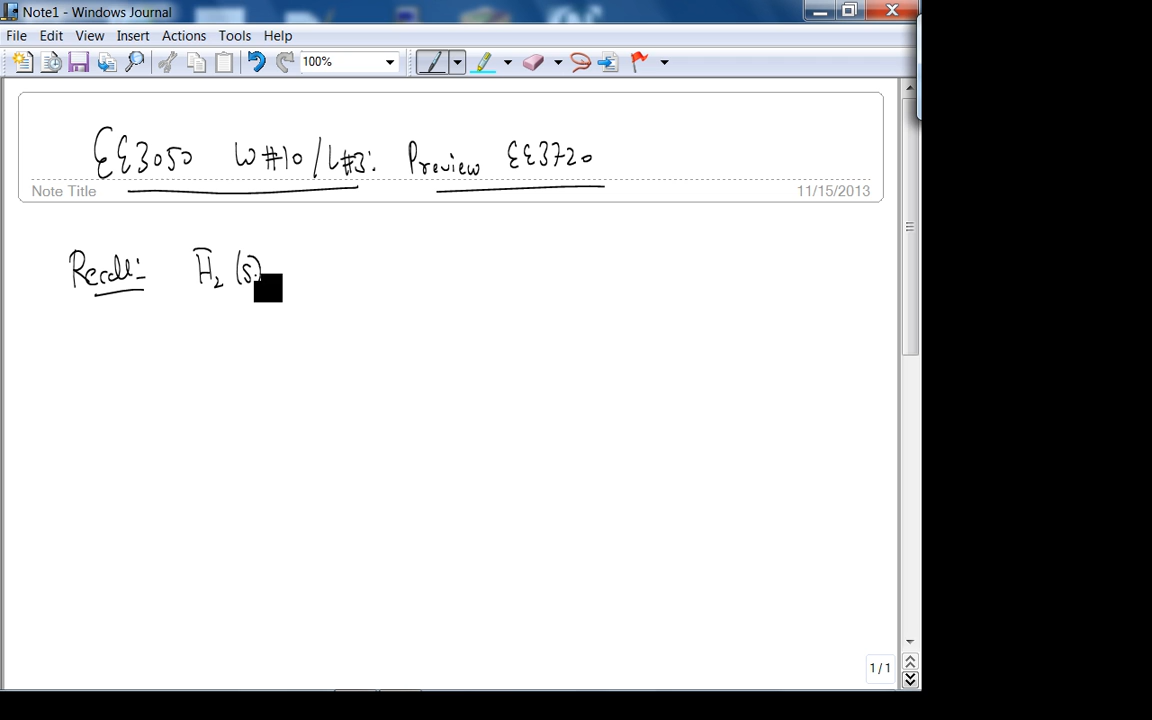 Note1 - Windows Journal
File Edit View Insert Actions Tools Help
100%
EE3050 W#10/L#3: Preview EE3720
Note Title 11/15/2013
Recall:- H̅₂ (s)
1 / 1